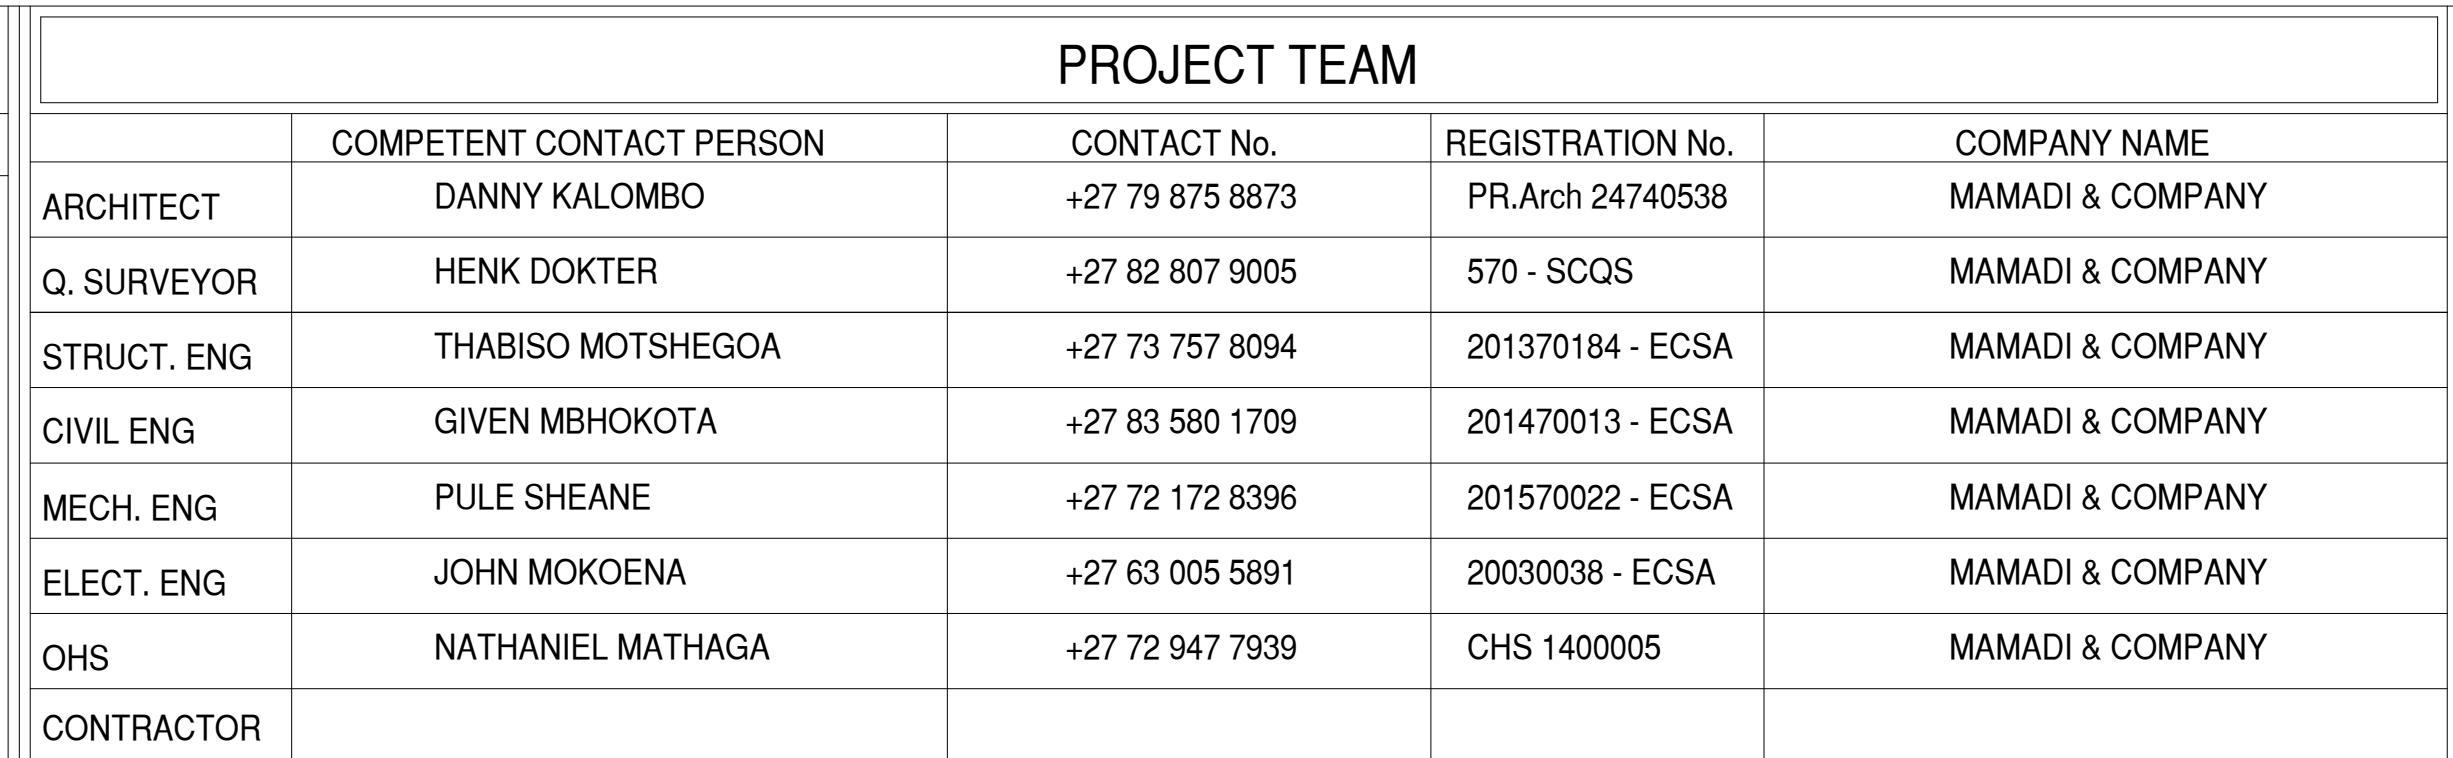 PROJECT TEAM
COMPETENT CONTACT PERSON CONTACT No. REGISTRATION No. COMPANY NAME
ARCHITECT DANNY KALOMBO +27 79 875 8873 PR.Arch 24740538 MAMADI & COMPANY
Q. SURVEYOR HENK DOKTER +27 82 807 9005 570 - SCQS MAMADI & COMPANY
STRUCT. ENG THABISO MOTSHEGOA +27 73 757 8094 201370184 - ECSA MAMADI & COMPANY
CIVIL ENG GIVEN MBHOKOTA +27 83 580 1709 201470013 - ECSA MAMADI & COMPANY
MECH. ENG PULE SHEANE +27 72 172 8396 201570022 - ECSA MAMADI & COMPANY
ELECT. ENG JOHN MOKOENA +27 63 005 5891 20030038 - ECSA MAMADI & COMPANY
OHS NATHANIEL MATHAGA +27 72 947 7939 CHS 1400005 MAMADI & COMPANY
CONTRACTOR